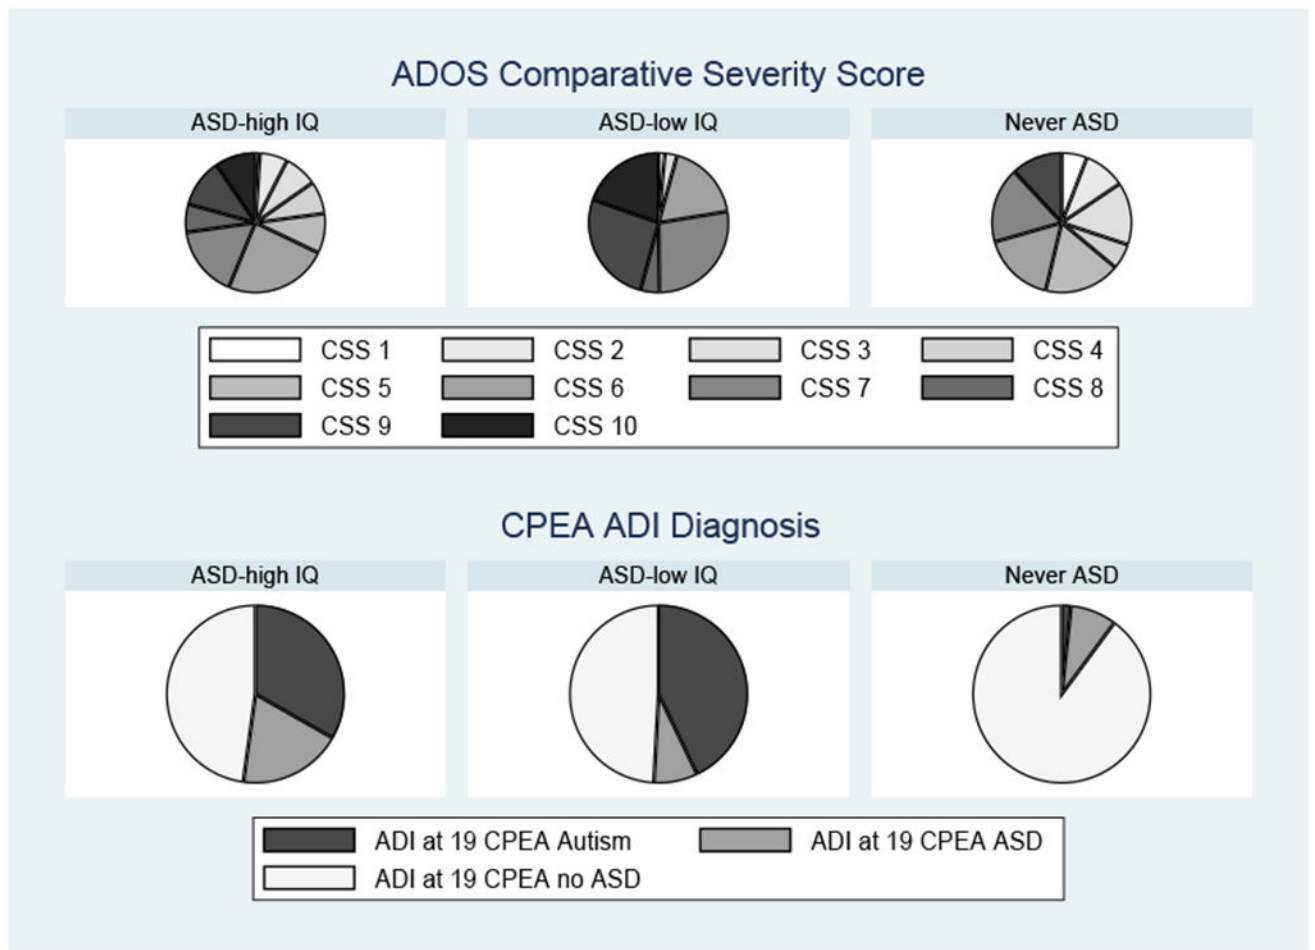 ADOS Comparative Severity Score
ASD-high IQ ASD-low IQ Never ASD
CSS 1 CSS 2 CSS 3 CSS 4
CSS 5 CSS 6 CSS 7 CSS 8
CSS 9 CSS 10
CPEA ADI Diagnosis
ASD-high IQ ASD-low IQ Never ASD
ADI at 19 CPEA Autism ADI at 19 CPEA ASD
ADI at 19 CPEA no ASD